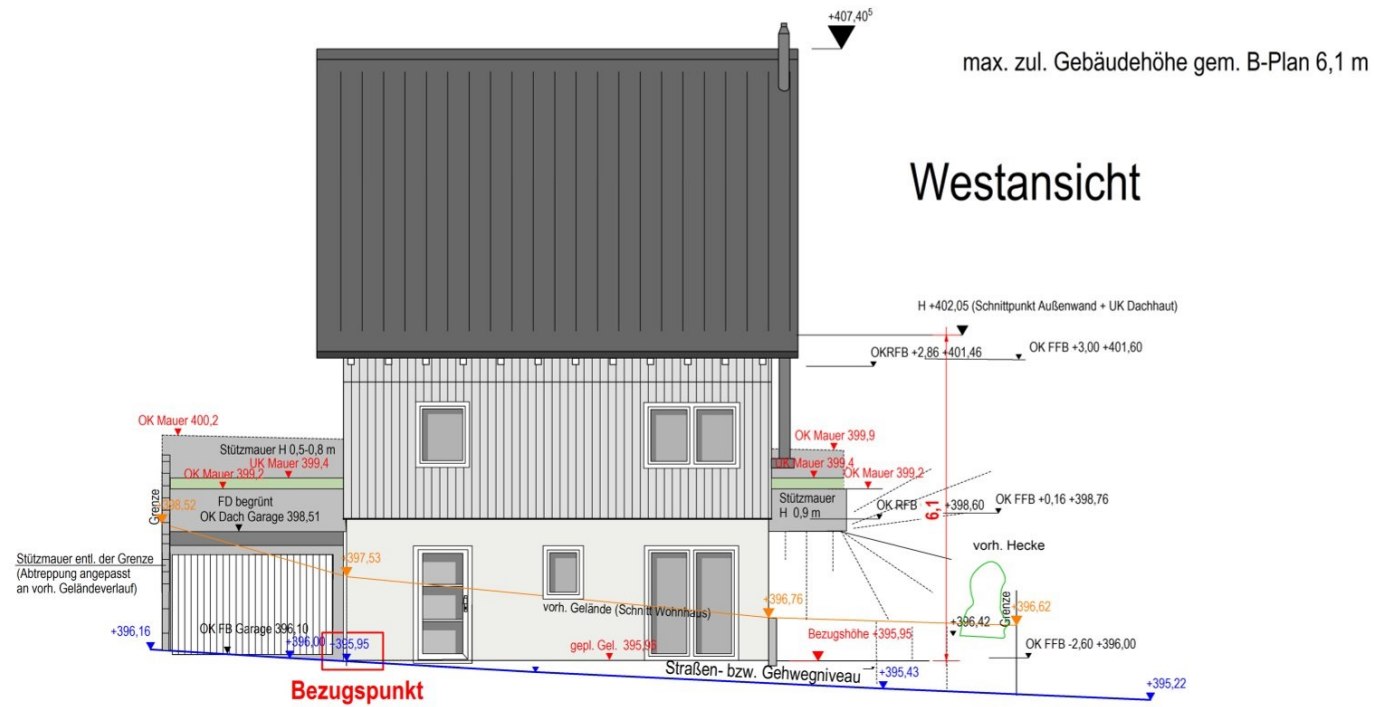 +407,40⁵
max. zul. Gebäudehöhe gem. B-Plan 6,1 m
Westansicht
H +402,05 (Schnittpunkt Außenwand + UK Dachhaut)
OKRFB +2,86 +401,46
OK FFB +3,00 +401,60
OK Mauer 400,2
Stützmauer H 0,5-0,8 m
UK Mauer 399,4
OK Mauer 399,2
FD begrünt
OK Dach Garage 398,51
Grenze
+398,52
OK Mauer 399,9
OK Mauer 399,4
OK Mauer 399,2
Stützmauer
H 0,9 m
OK RFB
+398,60
OK FFB +0,16 +398,76
6,1
vorh. Hecke
Stützmauer entl. der Grenze
(Abtreppung angepasst
an vorh. Geländeverlauf)
+397,53
vorh. Gelände (Schnitt Wohnhaus)
+396,76
Grenze
+396,62
+396,42
+396,16
OK FB Garage 396,10
+396,00
+395,95
gepl. Gel. 395,95
Bezugshöhe +395,95
OK FFB -2,60 +396,00
Straßen- bzw. Gehwegniveau
+395,43
+395,22
Bezugspunkt